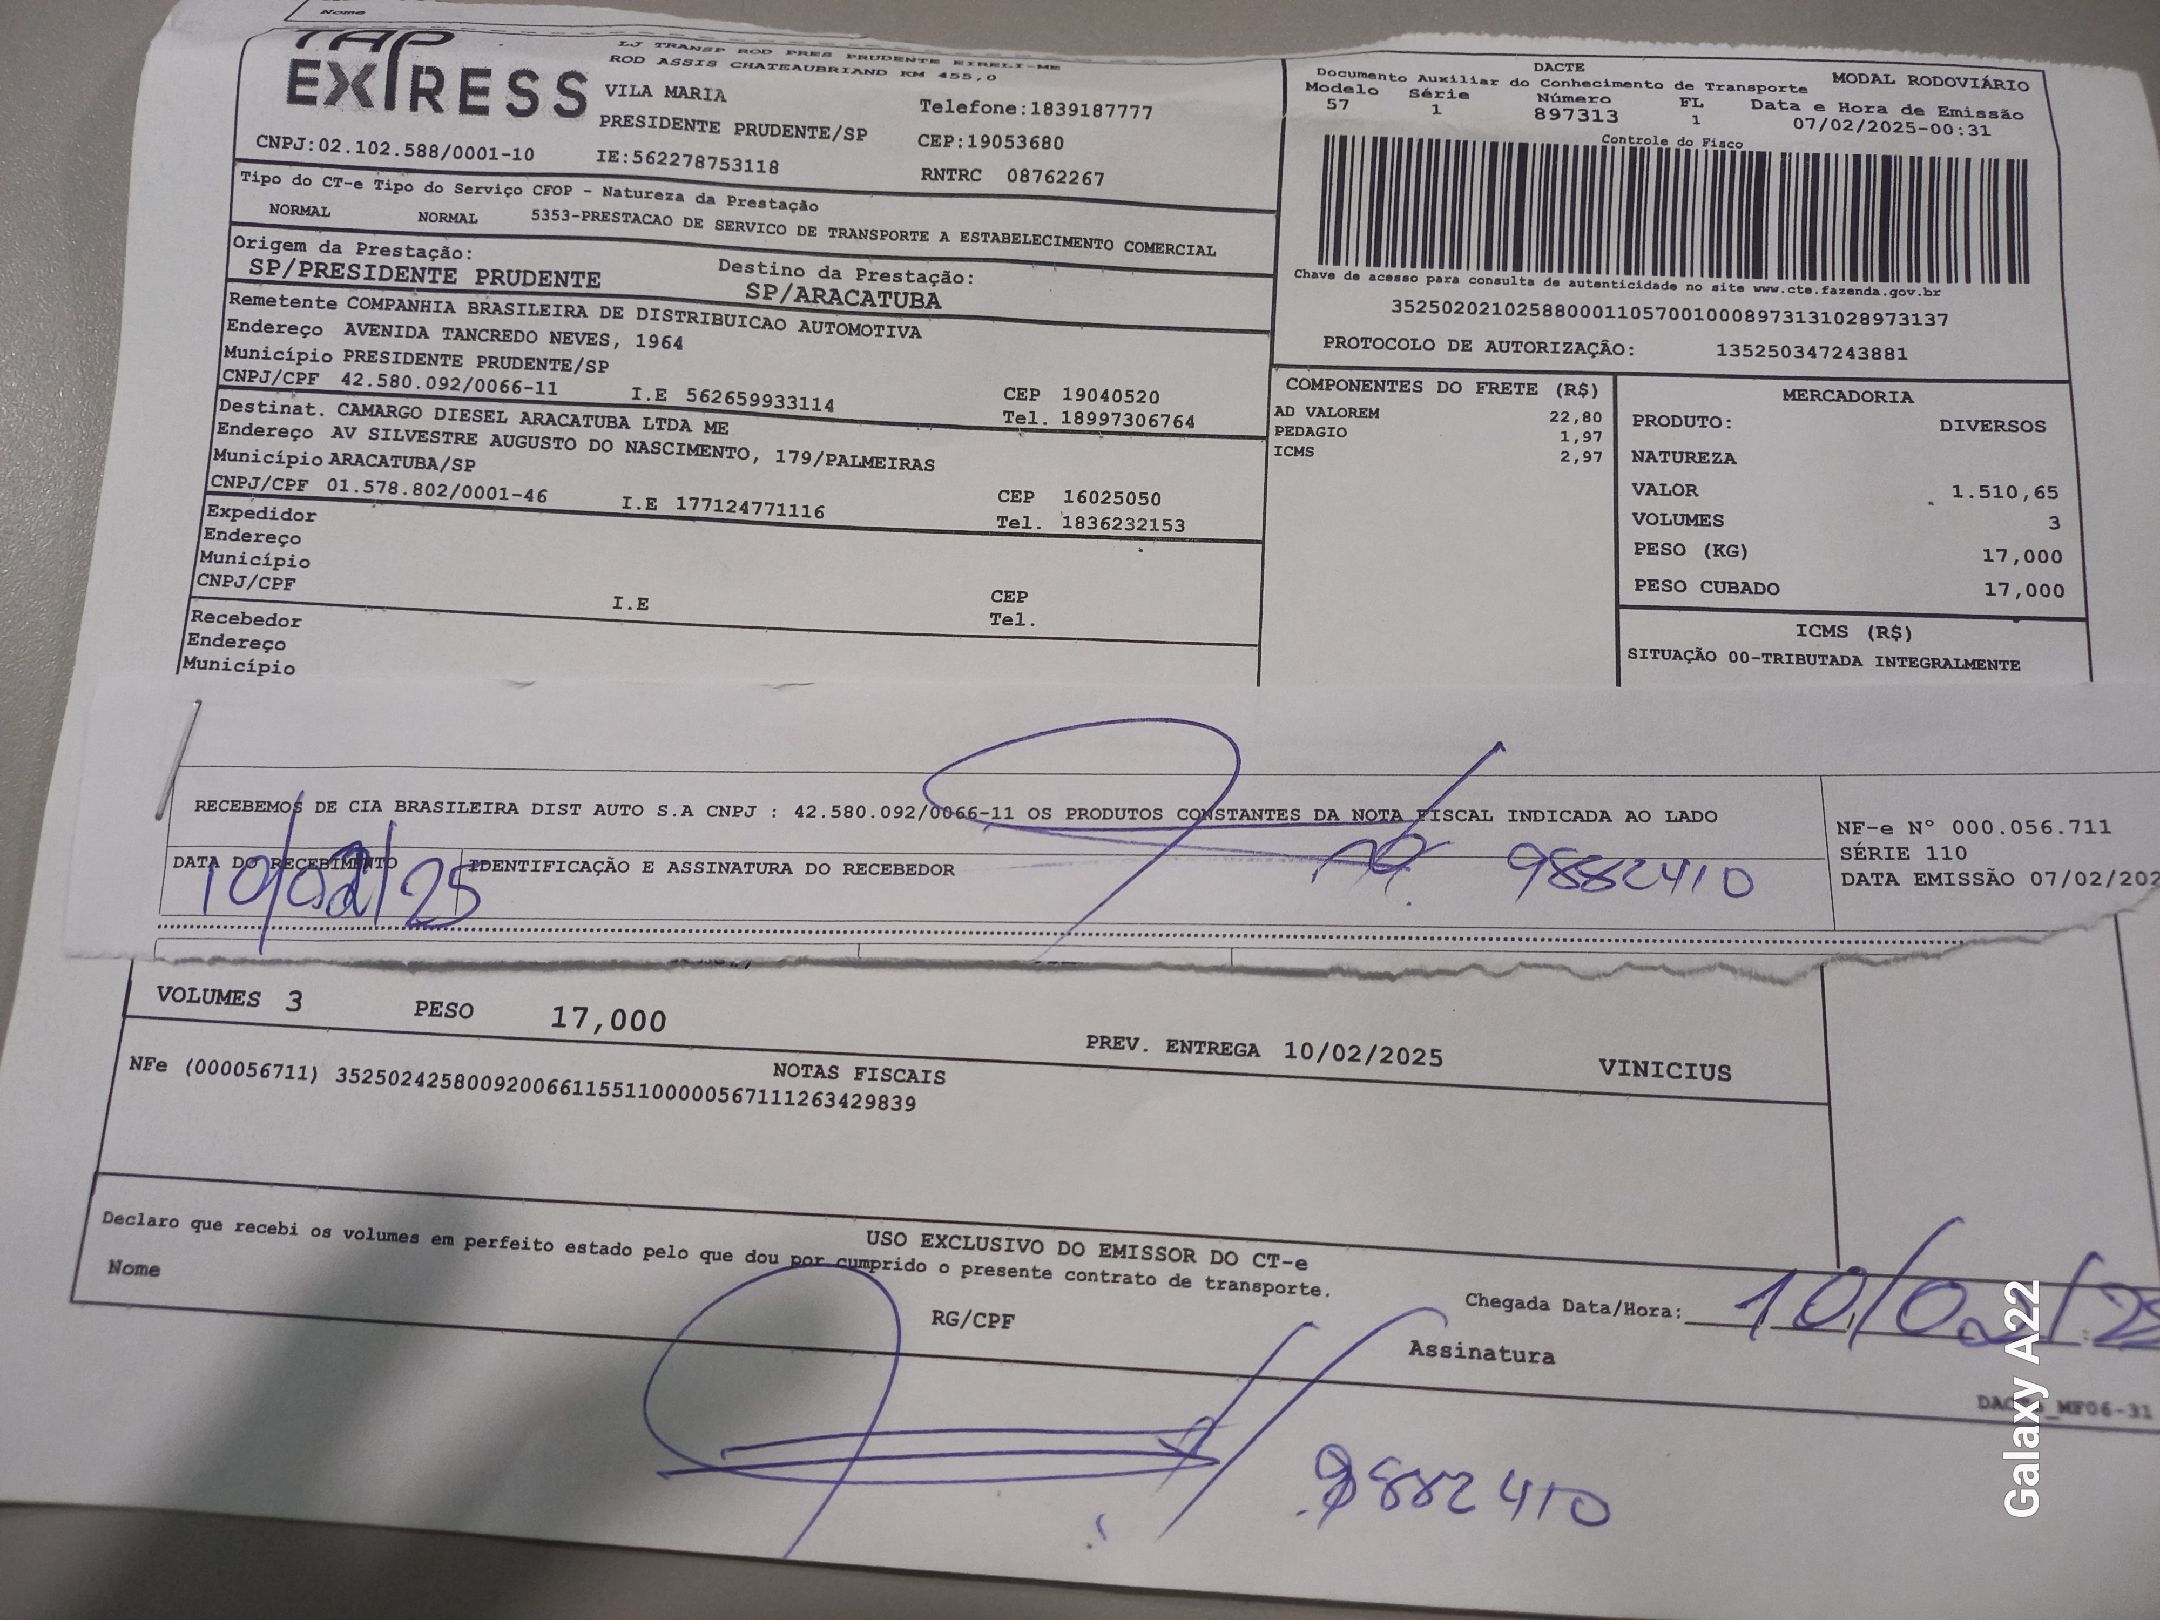 Nome
TAP
EXPRESS
LJ TRANSP ROD PRES PRUDENTE EIRELI-ME
ROD ASSIS CHATEAUBRIAND KM 455,0
VILA MARIA
Telefone:1839187777
PRESIDENTE PRUDENTE/SP
CEP:19053680
CNPJ:02.102.588/0001-10
IE:562278753118
RNTRC 08762267
DACTE
MODAL RODOVIÁRIO
Documento Auxiliar do Conhecimento de Transporte
Modelo Série Número FL Data e Hora de Emissão
57 1 897313 1 07/02/2025-00:31
Controle do Fisco
Chave de acesso para consulta de autenticidade no site www.cte.fazenda.gov.br
35250202102588000110570010008973131028973137
PROTOCOLO DE AUTORIZAÇÃO: 135250347243881
Tipo do CT-e Tipo do Serviço CFOP - Natureza da Prestação
NORMAL NORMAL 5353-PRESTACAO DE SERVICO DE TRANSPORTE A ESTABELECIMENTO COMERCIAL
Origem da Prestação: Destino da Prestação:
SP/PRESIDENTE PRUDENTE SP/ARACATUBA
Remetente COMPANHIA BRASILEIRA DE DISTRIBUICAO AUTOMOTIVA
Endereço AVENIDA TANCREDO NEVES, 1964
Município PRESIDENTE PRUDENTE/SP CEP 19040520
CNPJ/CPF 42.580.092/0066-11 I.E 562659933114 Tel. 18997306764
Destinat. CAMARGO DIESEL ARACATUBA LTDA ME
Endereço AV SILVESTRE AUGUSTO DO NASCIMENTO, 179/PALMEIRAS
Município ARACATUBA/SP CEP 16025050
CNPJ/CPF 01.578.802/0001-46 I.E 177124771116 Tel. 1836232153
Expedidor
Endereço
Município CEP
CNPJ/CPF I.E Tel.
Recebedor
Endereço
Município
COMPONENTES DO FRETE (R$)
AD VALOREM 22,80
PEDAGIO 1,97
ICMS 2,97
MERCADORIA
PRODUTO: DIVERSOS
NATUREZA
VALOR 1.510,65
VOLUMES 3
PESO (KG) 17,000
PESO CUBADO 17,000
ICMS (R$)
SITUAÇÃO 00-TRIBUTADA INTEGRALMENTE
RECEBEMOS DE CIA BRASILEIRA DIST AUTO S.A CNPJ : 42.580.092/0066-11 OS PRODUTOS CONSTANTES DA NOTA FISCAL INDICADA AO LADO
DATA DO RECEBIMENTO IDENTIFICAÇÃO E ASSINATURA DO RECEBEDOR
10/02/25
9882410
NF-e Nº 000.056.711
SÉRIE 110
DATA EMISSÃO 07/02/202
VOLUMES 3 PESO 17,000 PREV. ENTREGA 10/02/2025 VINICIUS
NOTAS FISCAIS
NFe (000056711) 35250242580092006611551100000567111263429839
USO EXCLUSIVO DO EMISSOR DO CT-e
Declaro que recebi os volumes em perfeito estado pelo que dou por cumprido o presente contrato de transporte.
Nome RG/CPF Chegada Data/Hora: 10/02/25
Assinatura
9882410
Galaxy A22